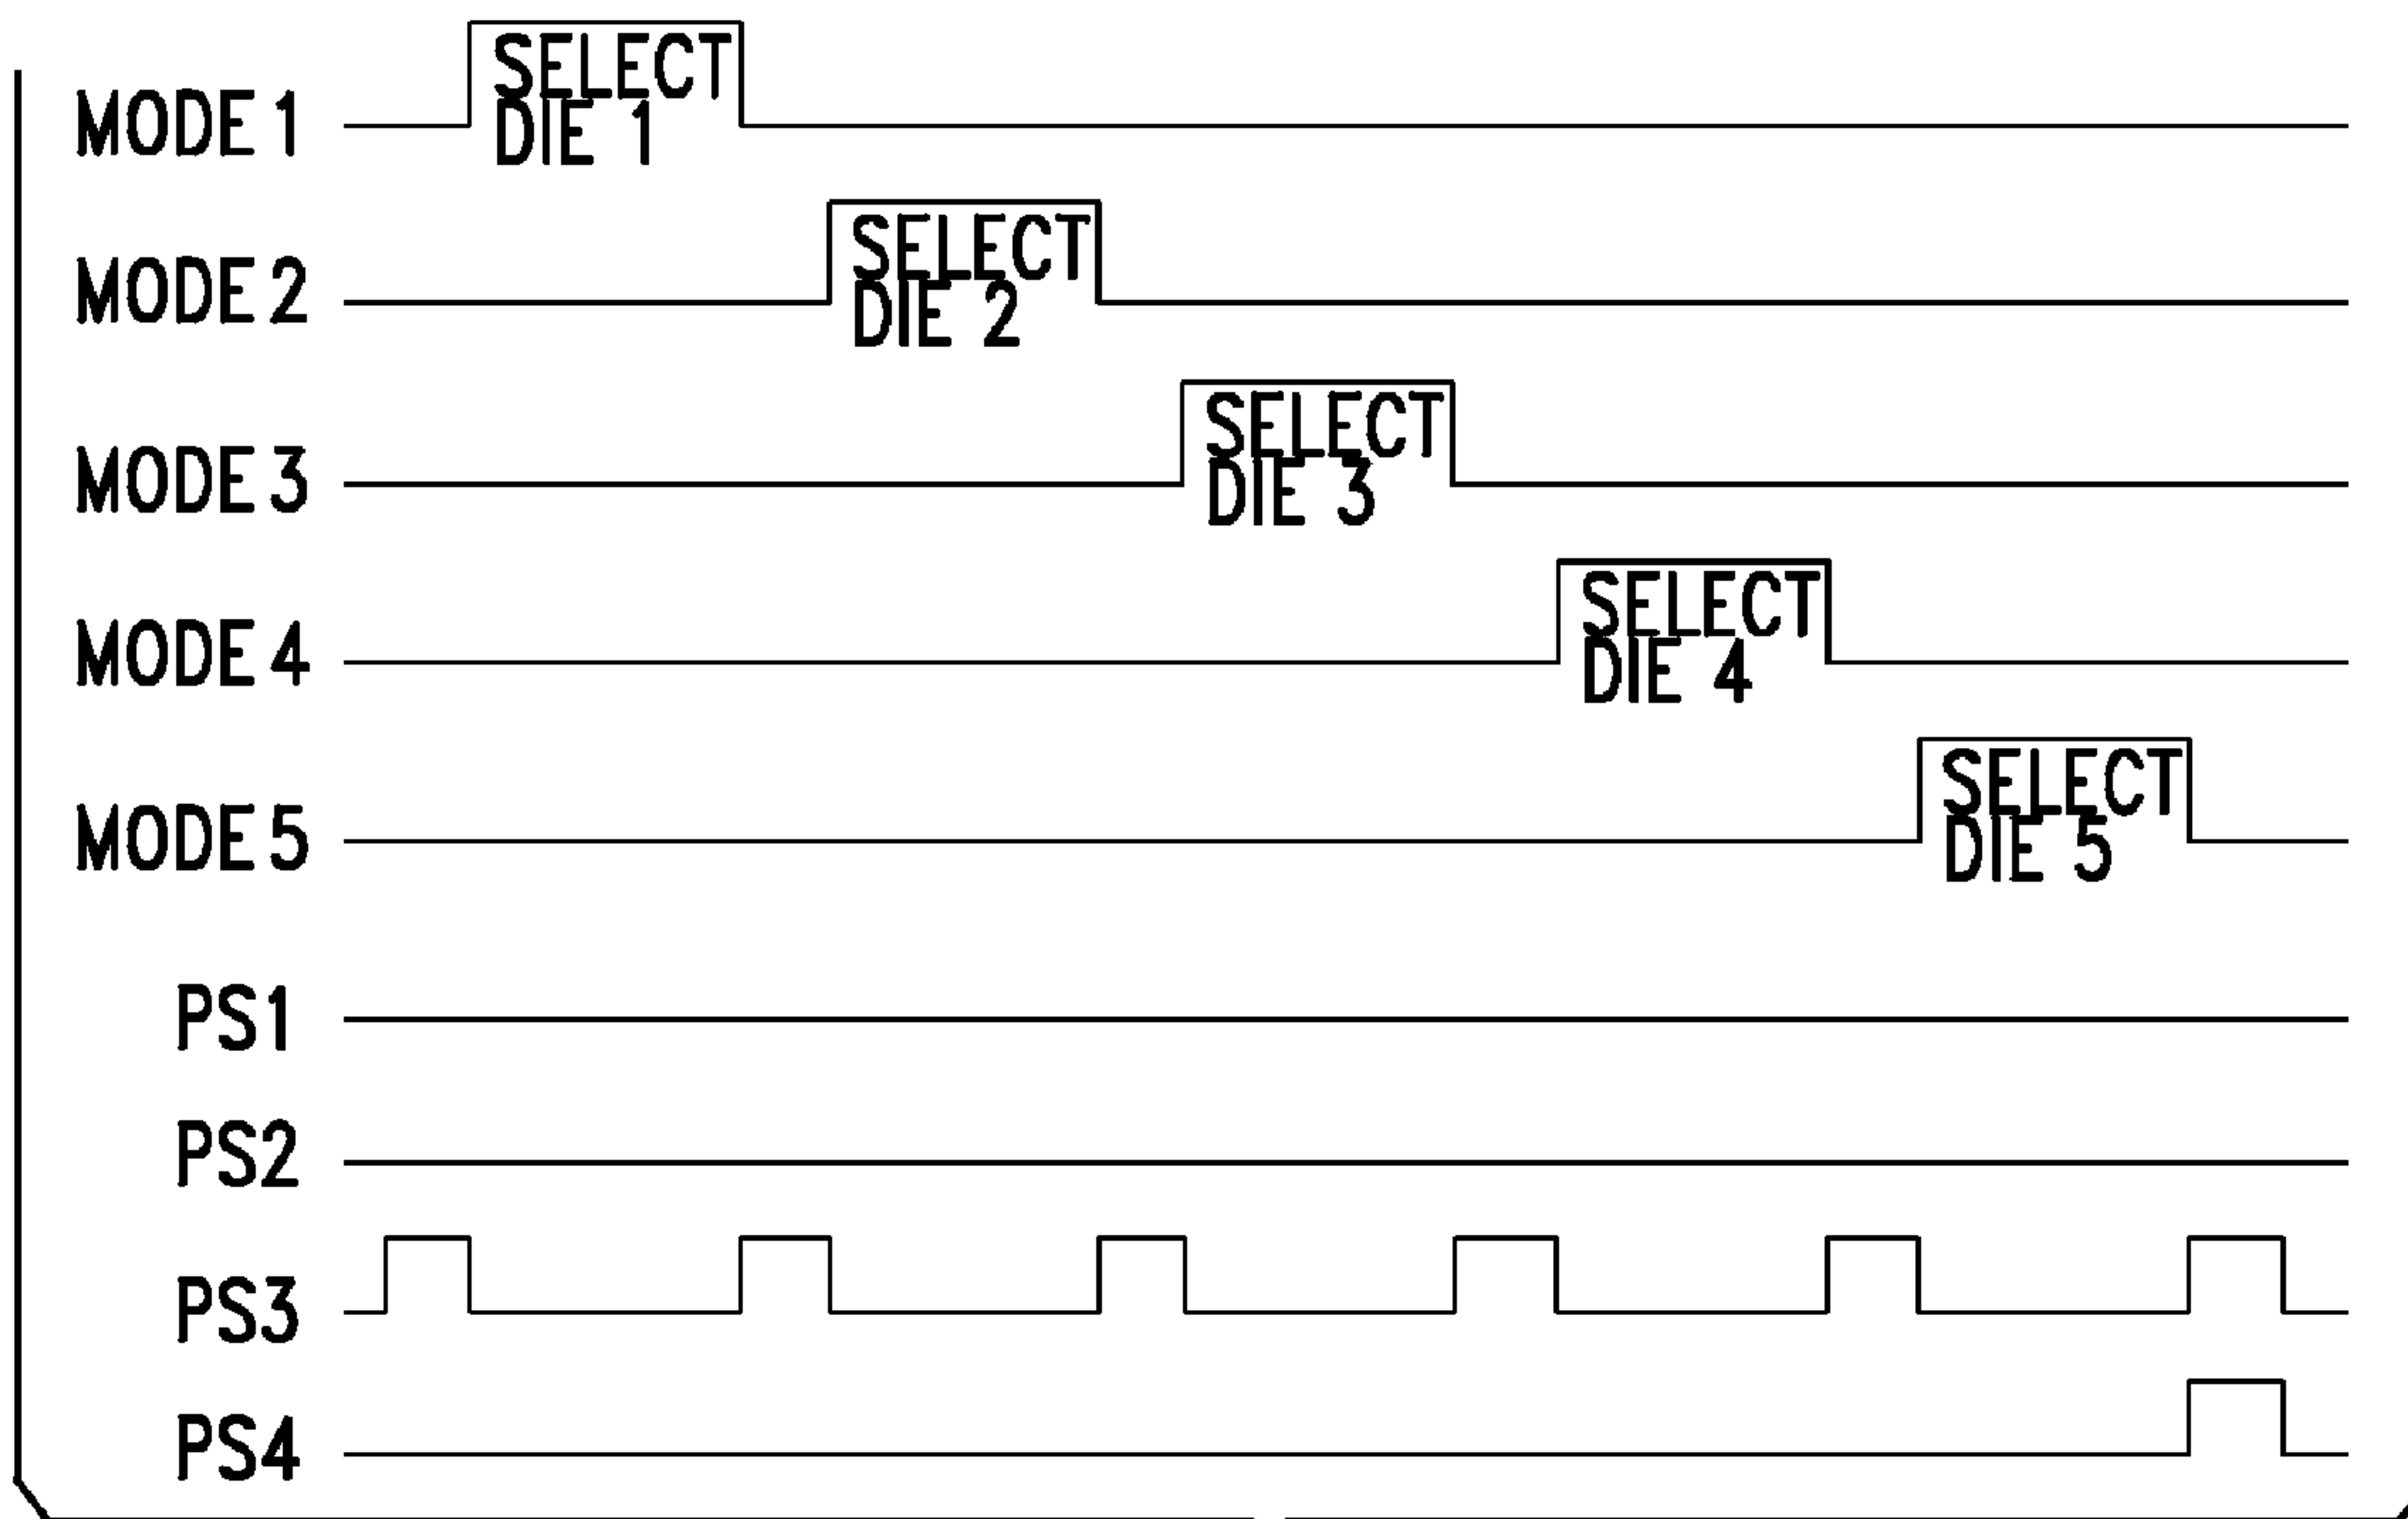 SELECT
DIE 1
MODE 1
SELECT
DIE 2
MODE 2
SELECT
DIE 3
MODE 3
SELECT
DIE 4
MODE 4
SELECT
DIE 5
MODE 5
PS1
PS2
PS3
PS4